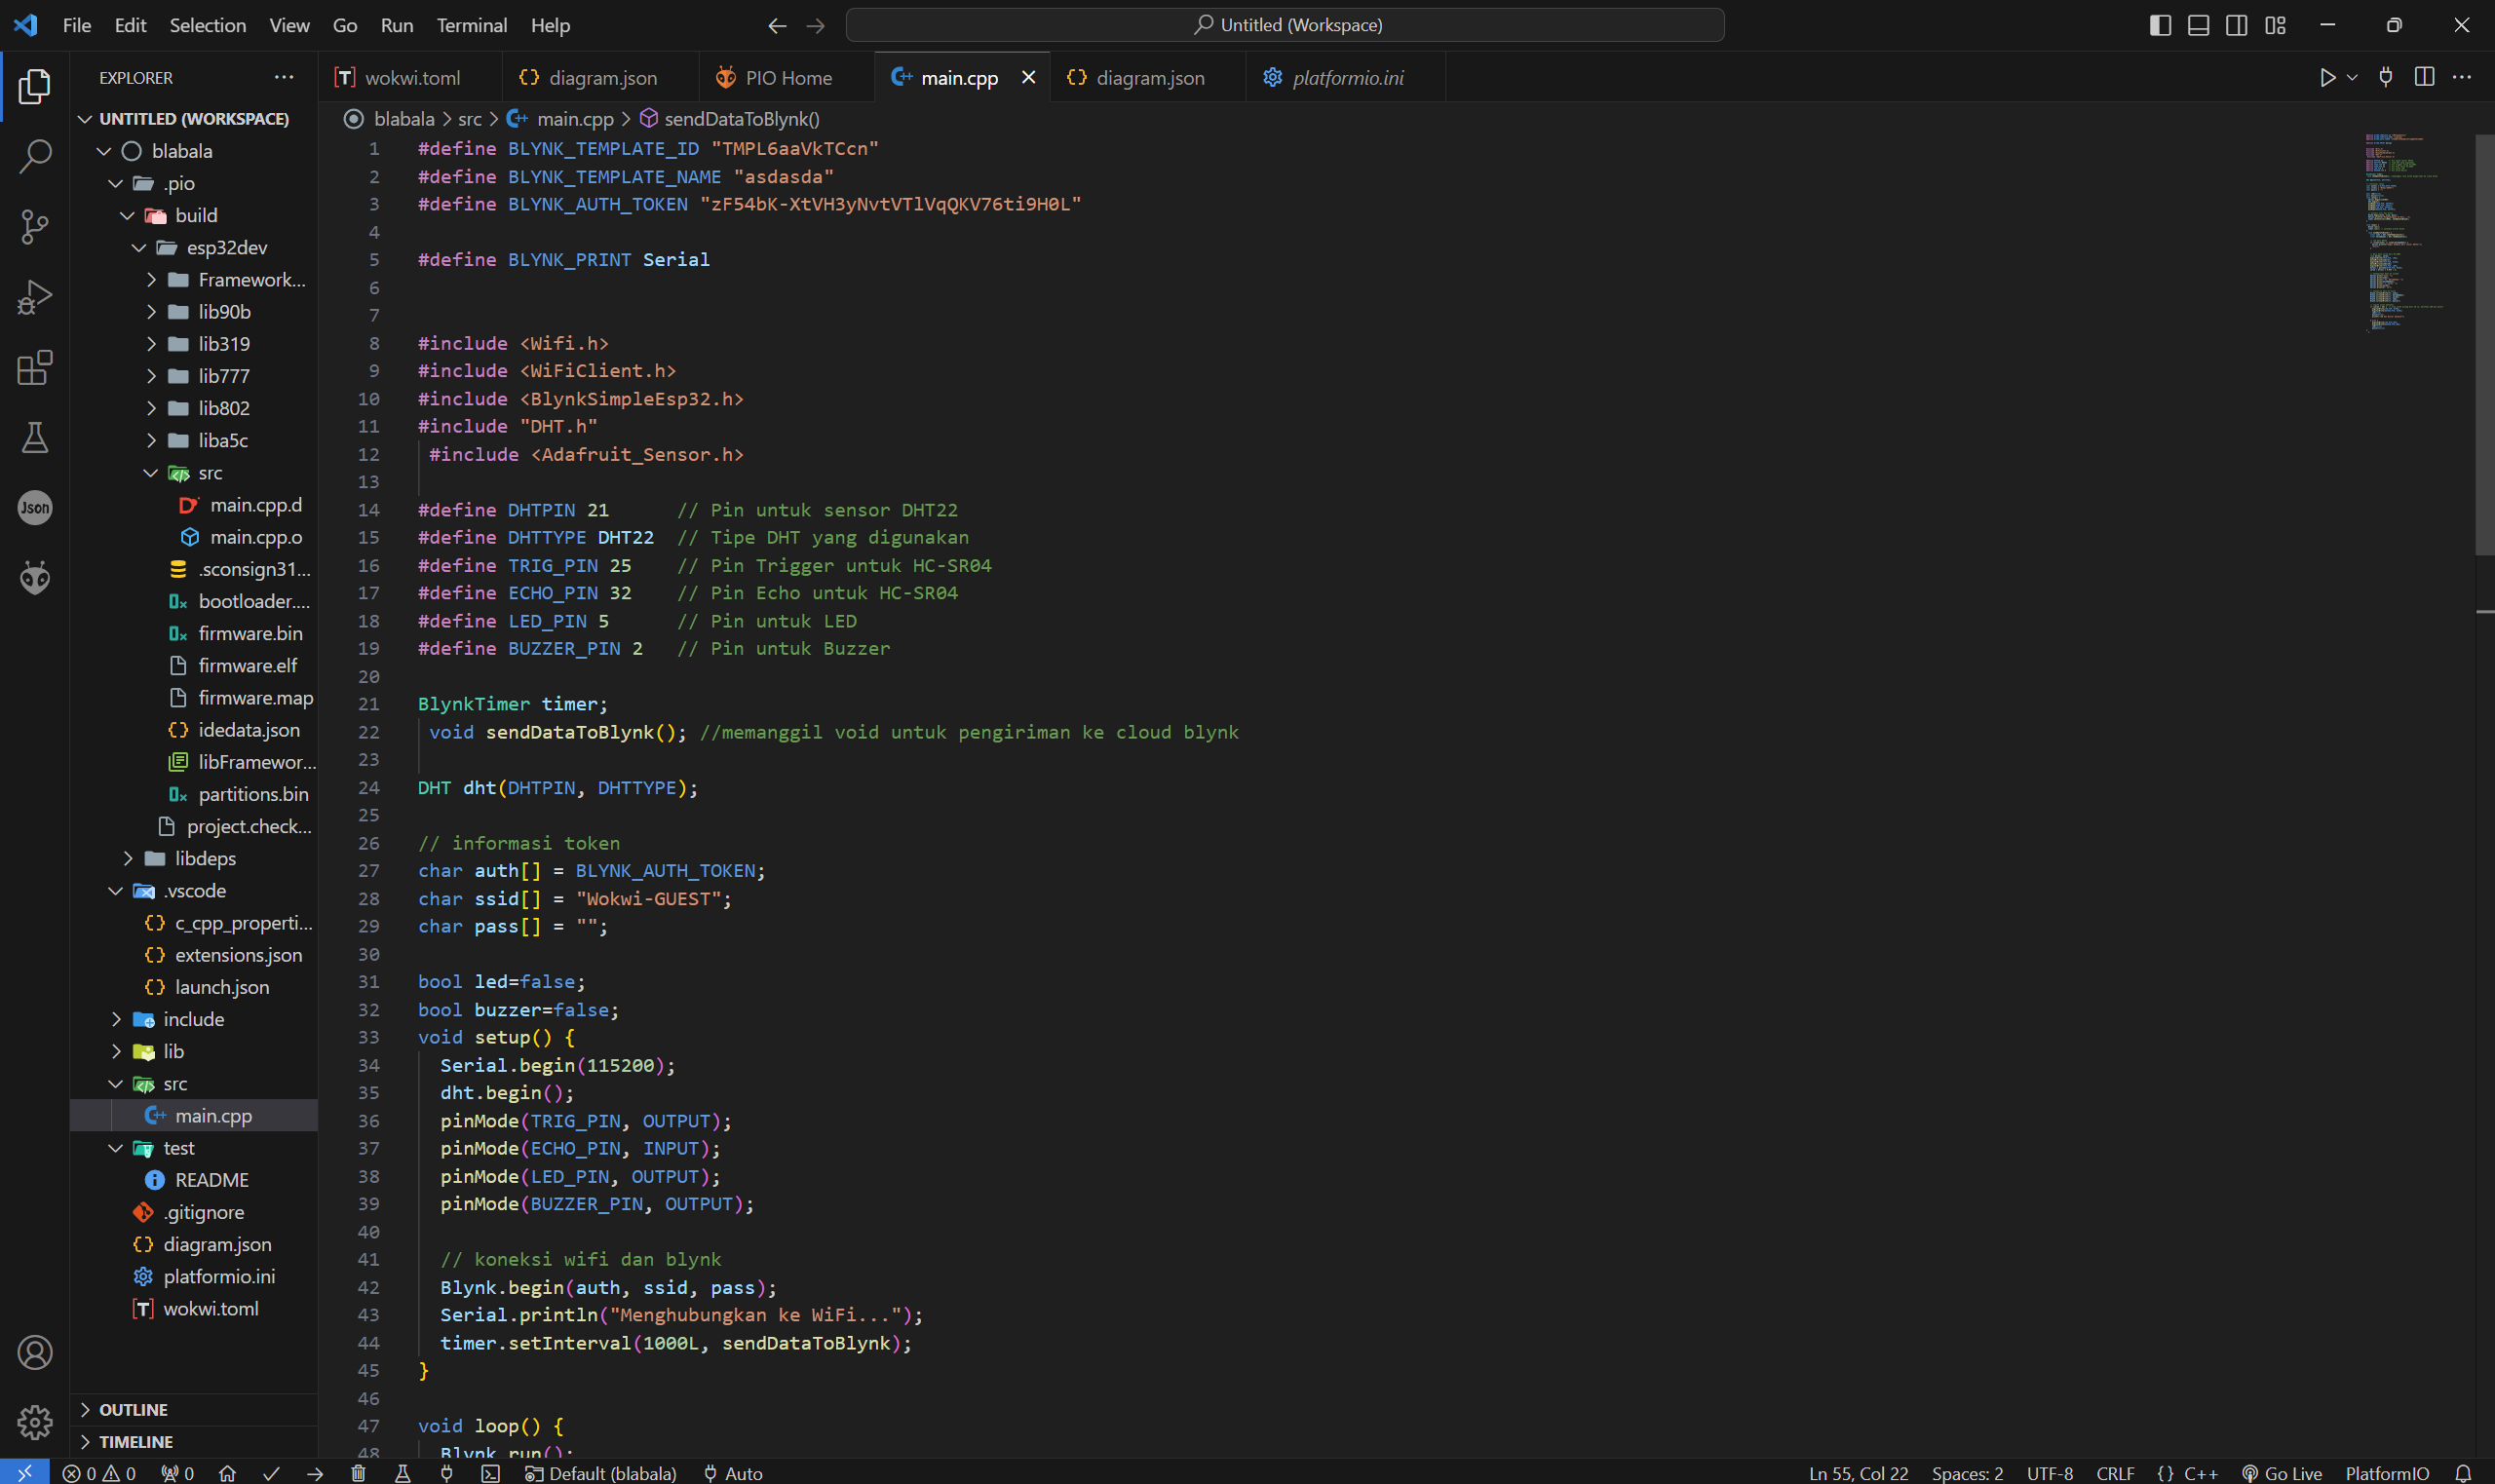 File Edit Selection View Go Run Terminal Help
Untitled (Workspace)
EXPLORER
wokwi.toml
diagram.json
PIO Home
main.cpp
diagram.json
platformio.ini
UNTITLED (WORKSPACE)
blabala
.pio
build
esp32dev
Framework...
lib90b
lib319
lib777
lib802
liba5c
src
main.cpp.d
main.cpp.o
.sconsign31...
bootloader....
firmware.bin
firmware.elf
firmware.map
idedata.json
libFramewor...
partitions.bin
project.check...
libdeps
.vscode
c_cpp_properti...
extensions.json
launch.json
include
lib
src
main.cpp
test
README
.gitignore
diagram.json
platformio.ini
wokwi.toml
OUTLINE
TIMELINE
Json
blabala > src > main.cpp > sendDataToBlynk()
1 #define BLYNK_TEMPLATE_ID "TMPL6aaVkTCcn"
2 #define BLYNK_TEMPLATE_NAME "asdasda"
3 #define BLYNK_AUTH_TOKEN "zF54bK-XtVH3yNvtVTlVqQKV76ti9H0L"
4
5 #define BLYNK_PRINT Serial
6
7
8 #include <Wifi.h>
9 #include <WiFiClient.h>
10 #include <BlynkSimpleEsp32.h>
11 #include "DHT.h"
12 #include <Adafruit_Sensor.h>
13
14 #define DHTPIN 21 // Pin untuk sensor DHT22
15 #define DHTTYPE DHT22 // Tipe DHT yang digunakan
16 #define TRIG_PIN 25 // Pin Trigger untuk HC-SR04
17 #define ECHO_PIN 32 // Pin Echo untuk HC-SR04
18 #define LED_PIN 5 // Pin untuk LED
19 #define BUZZER_PIN 2 // Pin untuk Buzzer
20
21 BlynkTimer timer;
22 void sendDataToBlynk(); //memanggil void untuk pengiriman ke cloud blynk
23
24 DHT dht(DHTPIN, DHTTYPE);
25
26 // informasi token
27 char auth[] = BLYNK_AUTH_TOKEN;
28 char ssid[] = "Wokwi-GUEST";
29 char pass[] = "";
30
31 bool led=false;
32 bool buzzer=false;
33 void setup() {
34 Serial.begin(115200);
35 dht.begin();
36 pinMode(TRIG_PIN, OUTPUT);
37 pinMode(ECHO_PIN, INPUT);
38 pinMode(LED_PIN, OUTPUT);
39 pinMode(BUZZER_PIN, OUTPUT);
40
41 // koneksi wifi dan blynk
42 Blynk.begin(auth, ssid, pass);
43 Serial.println("Menghubungkan ke WiFi...");
44 timer.setInterval(1000L, sendDataToBlynk);
45 }
46
47 void loop() {
48 Blynk.run();
0 0 0 Default (blabala) Auto Ln 55, Col 22 Spaces: 2 UTF-8 CRLF {} C++ Go Live PlatformIO